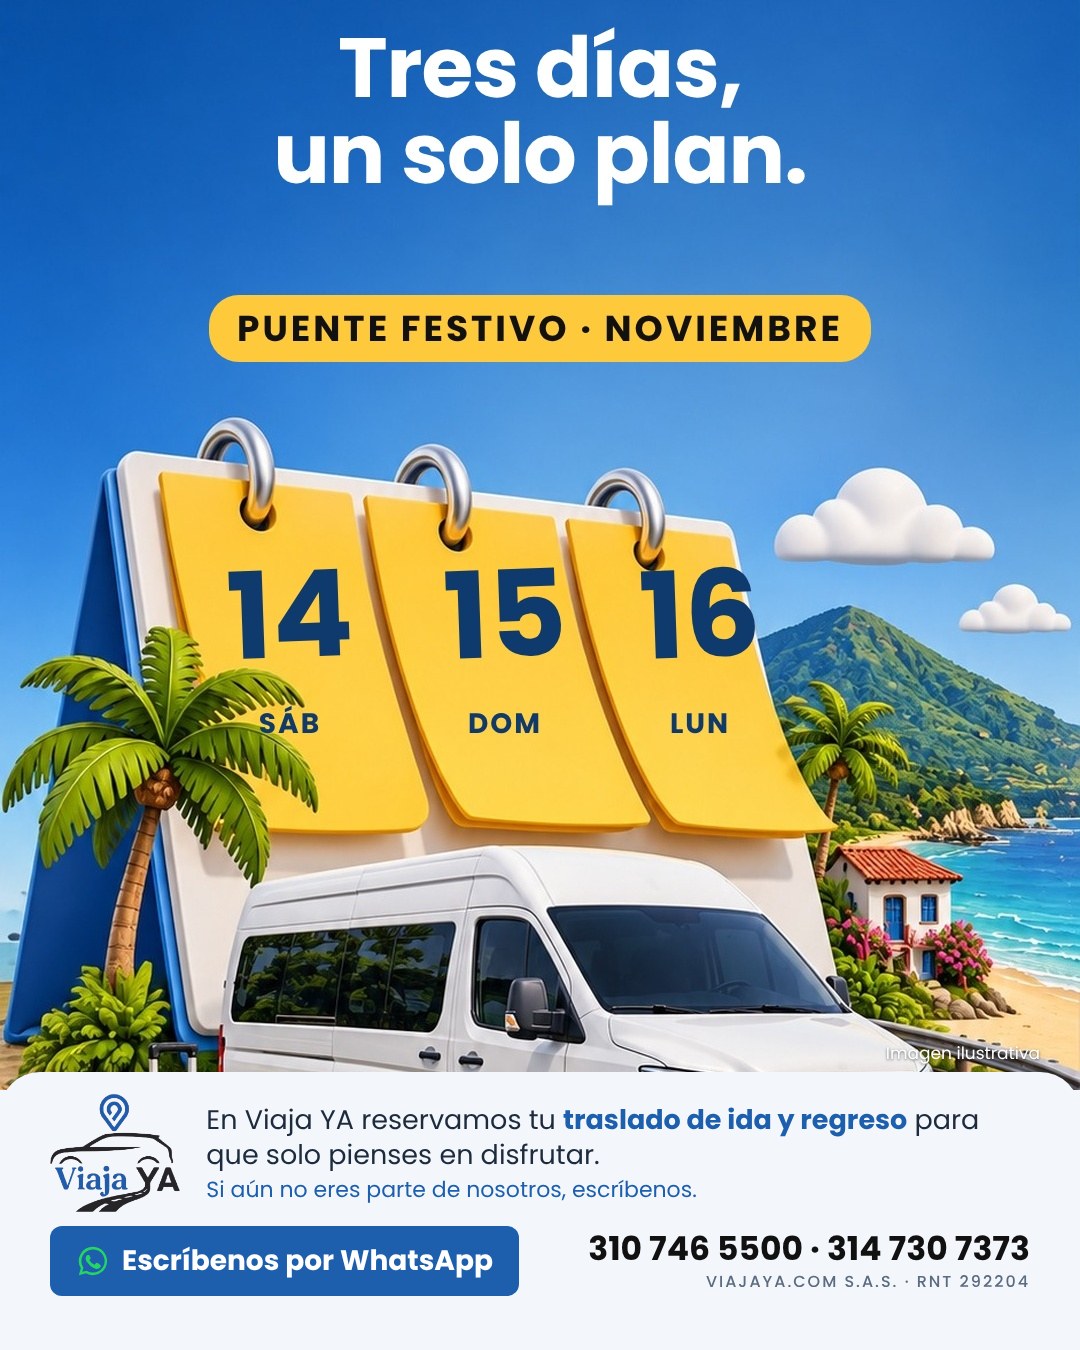 Tres días,
un solo plan.
PUENTE FESTIVO · NOVIEMBRE
14
15
16
SÁB
DOM
LUN
Imagen ilustrativa
Viaja YA
En Viaja YA reservamos tu traslado de ida y regreso para
que solo pienses en disfrutar.
Si aún no eres parte de nosotros, escríbenos.
Escríbenos por WhatsApp
310 746 5500 · 314 730 7373
VIAJAYA.COM S.A.S. · RNT 292204